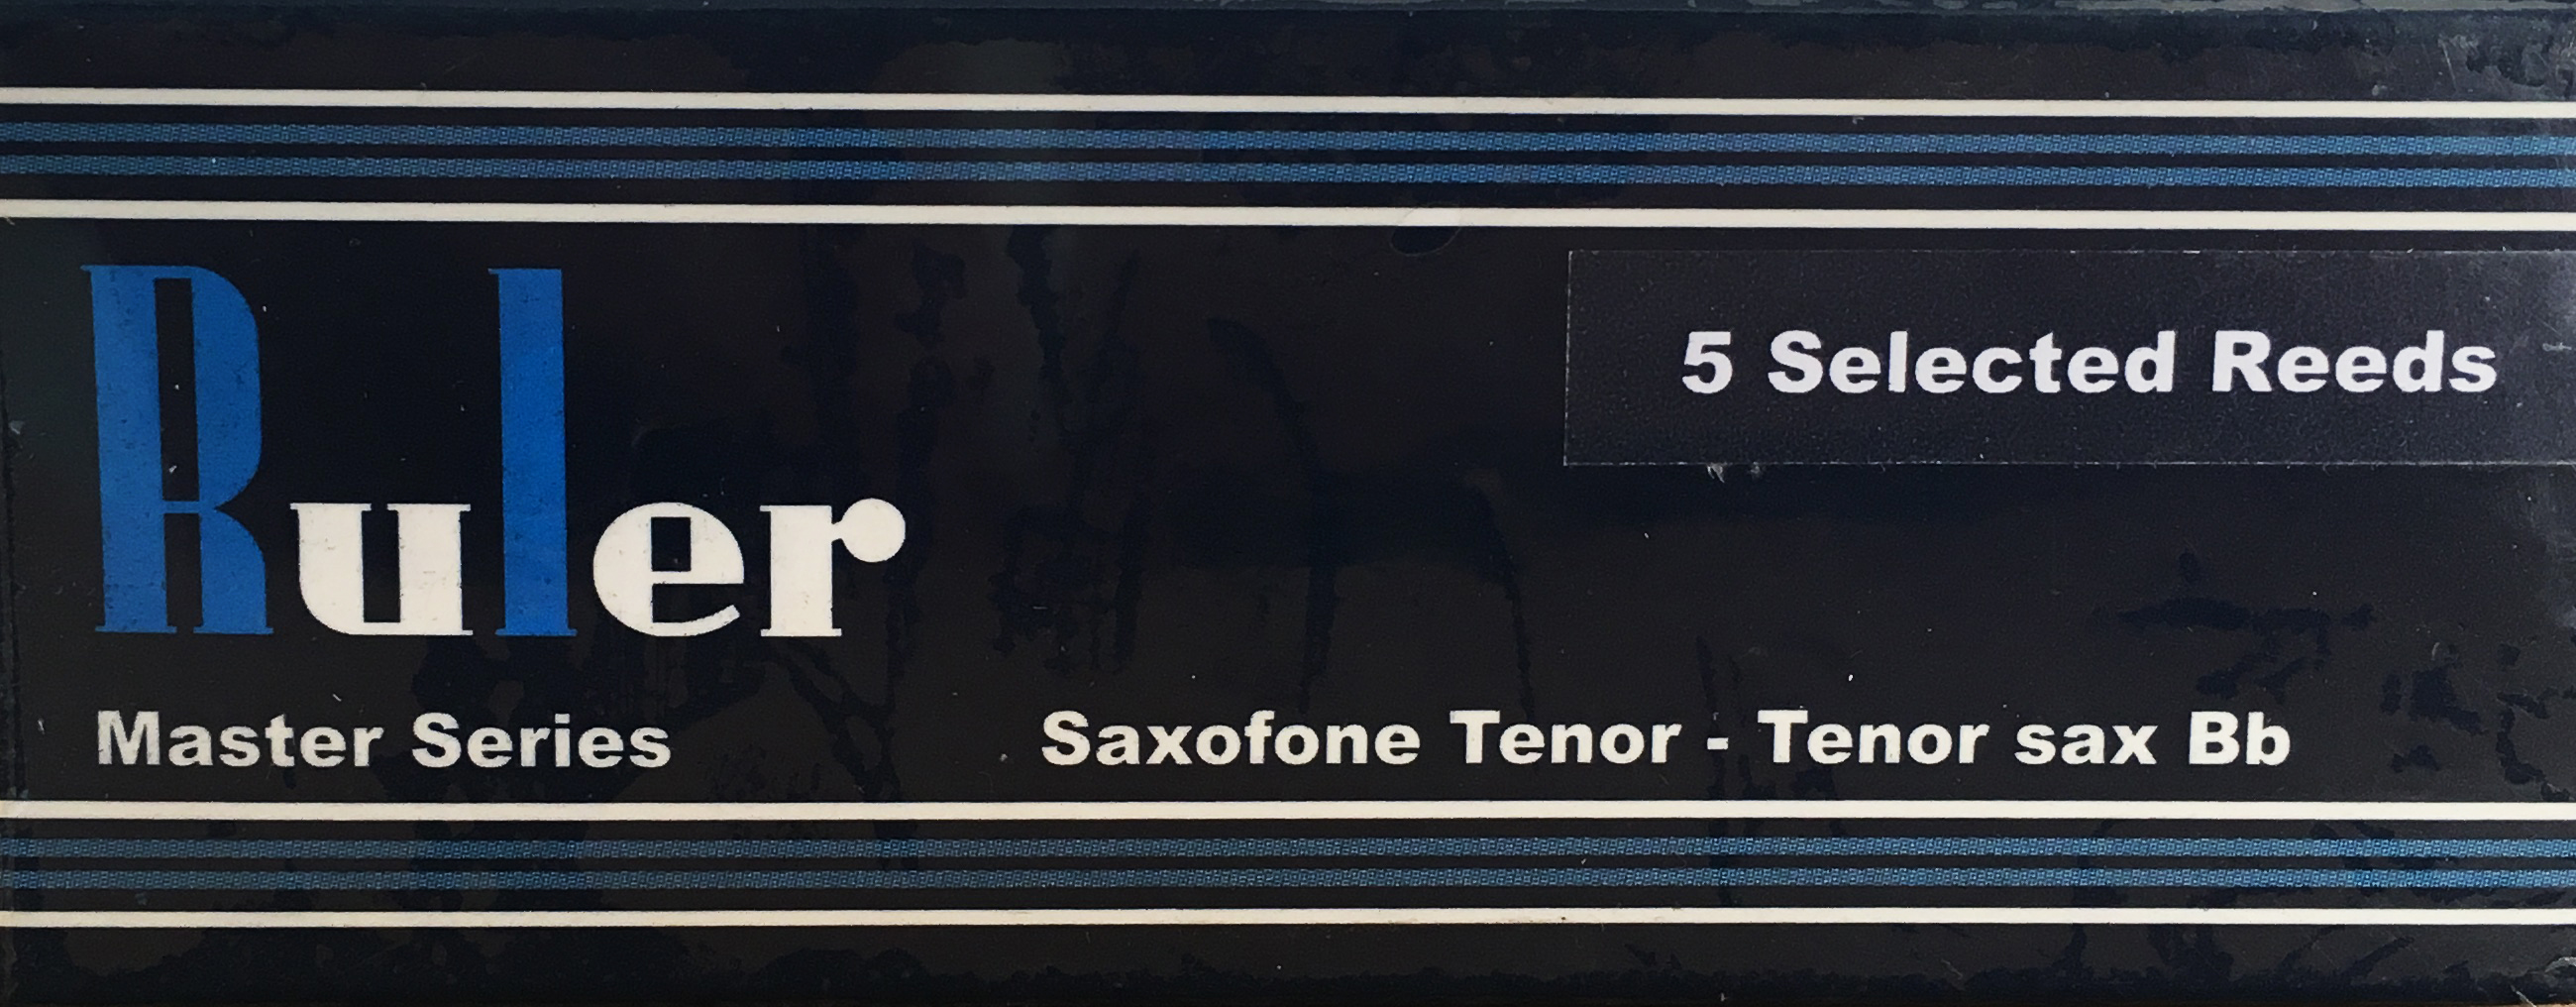 5 Selected Reeds
Ruler
Master Series
Saxofone Tenor - Tenor sax Bb